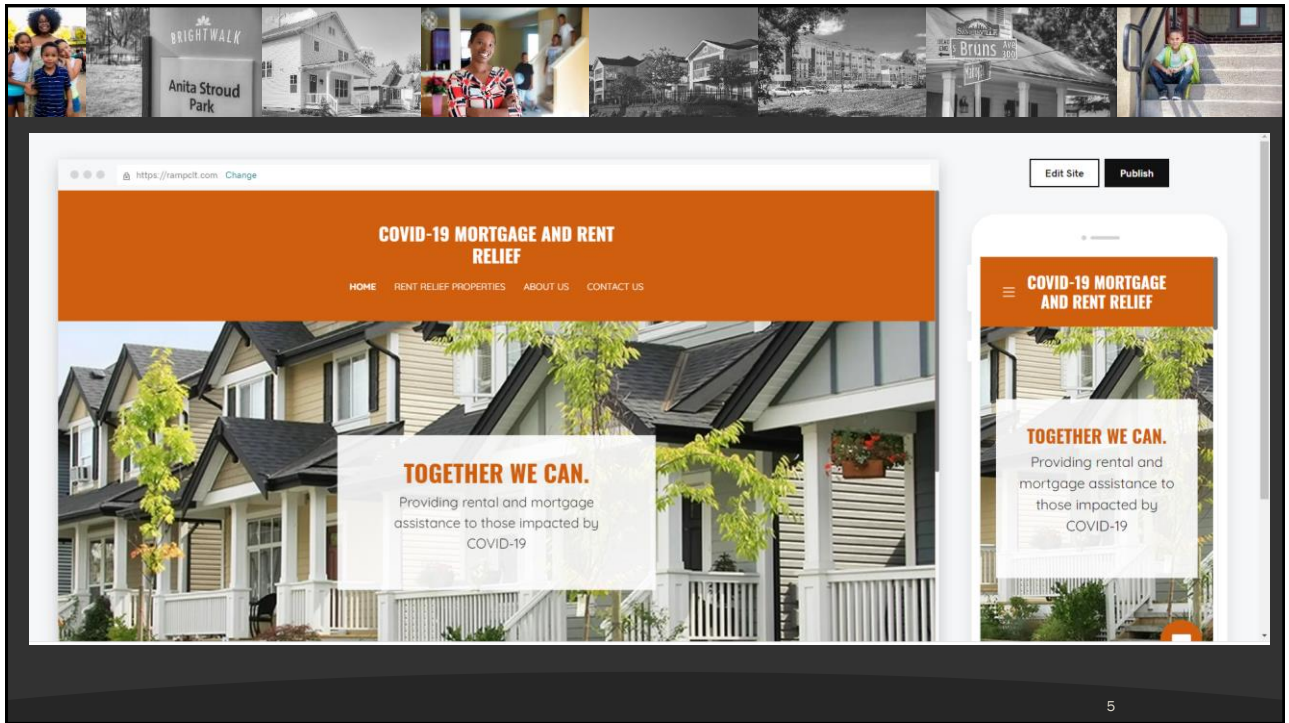 BRIGHTWALK
Anita Stroud
Park
S Bruns Ave
https://rampclt.com Change
Edit Site
Publish
COVID-19 MORTGAGE AND RENT
RELIEF
HOME RENT RELIEF PROPERTIES ABOUT US CONTACT US
TOGETHER WE CAN.
Providing rental and mortgage
assistance to those impacted by
COVID-19
COVID-19 MORTGAGE
AND RENT RELIEF
TOGETHER WE CAN.
Providing rental and
mortgage assistance to
those impacted by
COVID-19
5